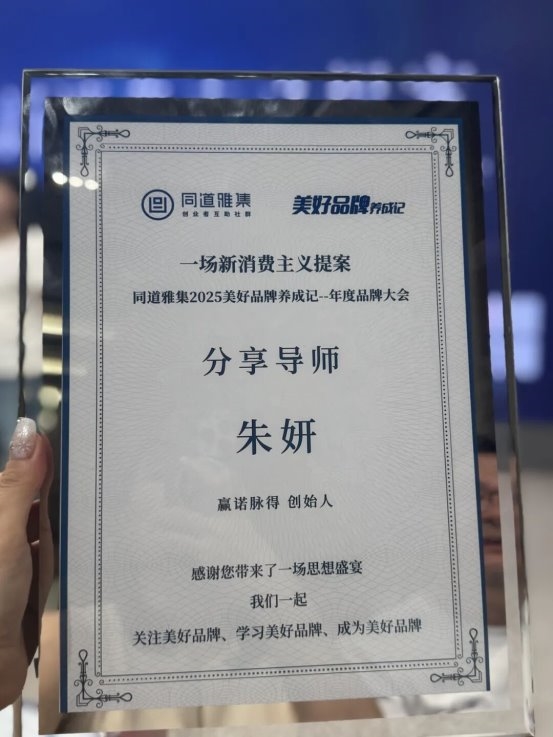 同道雅集 美好品牌养成记
创业者互助社群
一场新消费主义提案
同道雅集2025美好品牌养成记--年度品牌大会
分享导师
朱妍
赢诺脉得 创始人
感谢您带来了一场思想盛宴
我们一起
关注美好品牌、学习美好品牌、成为美好品牌